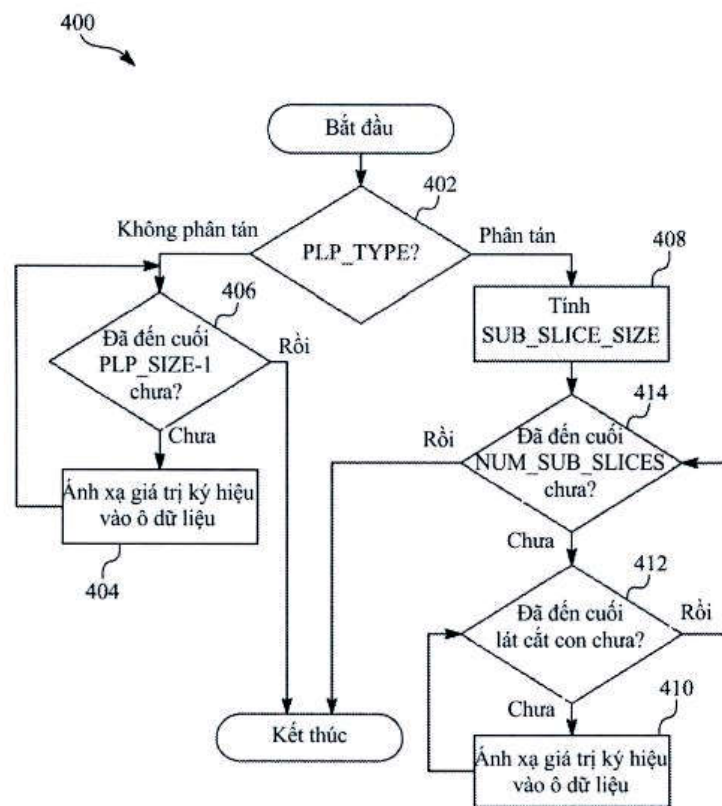 400
Bắt đầu
402
Không phân tán
PLP_TYPE?
Phân tán
408
Tính
SUB_SLICE_SIZE
406
Đã đến cuối
PLP_SIZE-1
chưa?
Rồi
Chưa
Ánh xạ giá trị ký hiệu
vào ô dữ liệu
404
414
Rồi
Đã đến cuối
NUM_SUB_SLICES
chưa?
Chưa
412
Đã đến cuối
lát cắt con chưa?
Rồi
Chưa
410
Ánh xạ giá trị ký hiệu
vào ô dữ liệu
Kết thúc